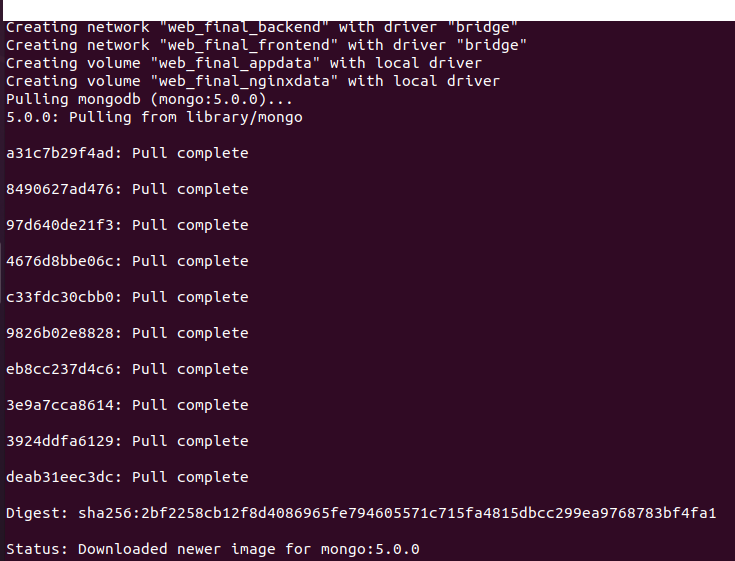 Creating network "web_final_backend" with driver "bridge"
Creating network "web_final_frontend" with driver "bridge"
Creating volume "web_final_appdata" with local driver
Creating volume "web_final_nginxdata" with local driver
Pulling mongodb (mongo:5.0.0)...
5.0.0: Pulling from library/mongo
a31c7b29f4ad: Pull complete
8490627ad476: Pull complete
97d640de21f3: Pull complete
4676d8bbe06c: Pull complete
c33fdc30cbb0: Pull complete
9826b02e8828: Pull complete
eb8cc237d4c6: Pull complete
3e9a7cca8614: Pull complete
3924ddfa6129: Pull complete
deab31eec3dc: Pull complete
Digest: sha256:2bf2258cb12f8d4086965fe794605571c715fa4815dbcc299ea9768783bf4fa1
Status: Downloaded newer image for mongo:5.0.0